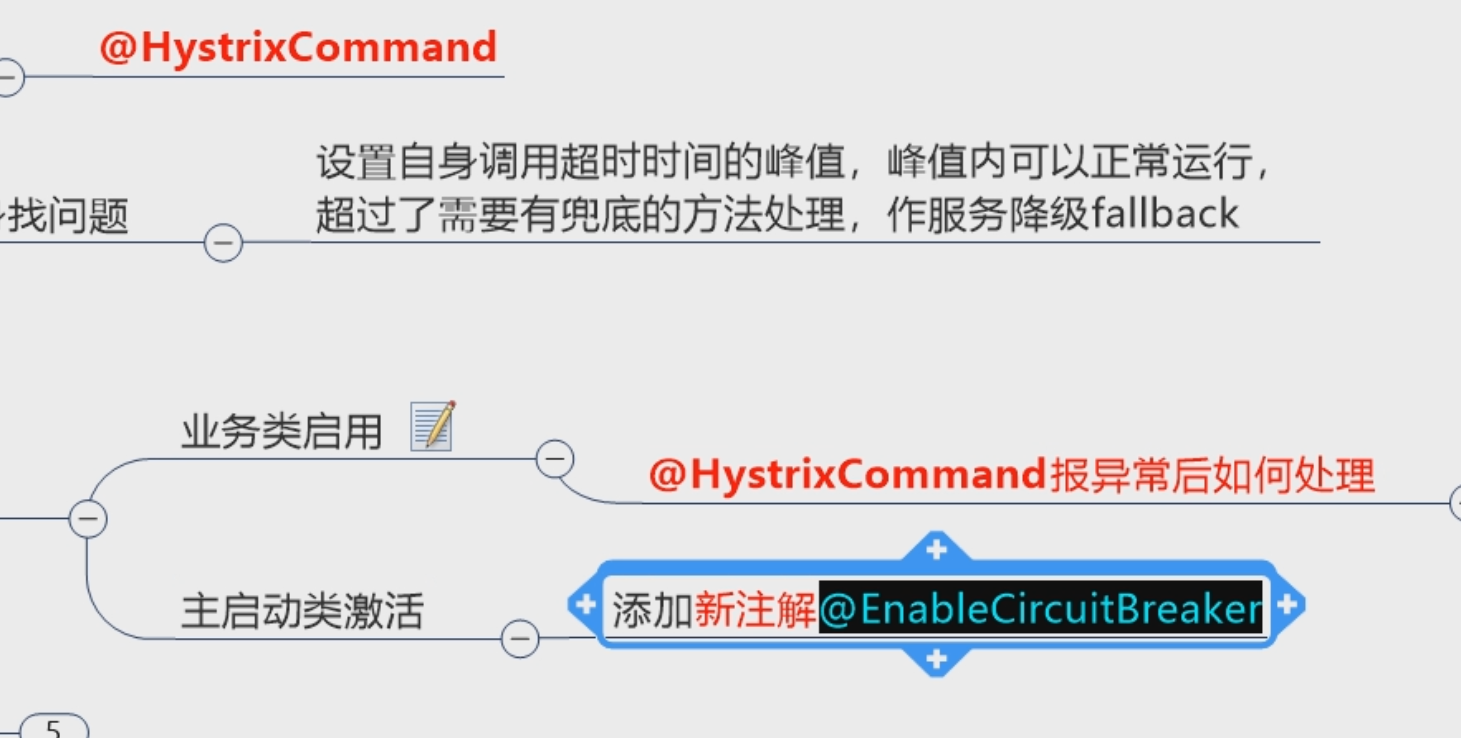 @HystrixCommand
设置自身调用超时时间的峰值，峰值内可以正常运行，
找问题
超过了需要有兜底的方法处理，作服务降级fallback
业务类启用
@HystrixCommand报异常后如何处理
主启动类激活
添加新注解@EnableCircuitBreaker
5